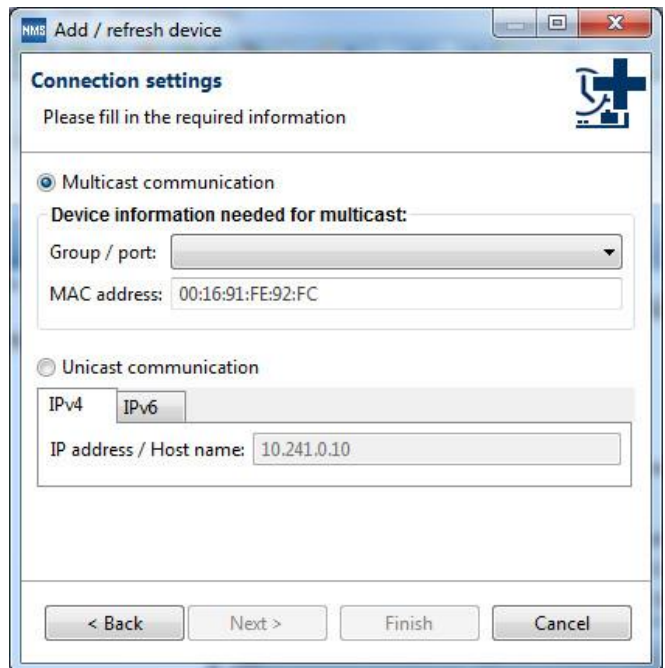 NMS Add / refresh device
Connection settings
Please fill in the required information
Multicast communication
Device information needed for multicast:
Group / port:
MAC address: 00:16:91:FE:92:FC
Unicast communication
IPv4 IPv6
IP address / Host name: 10.241.0.10
< Back Next > Finish Cancel